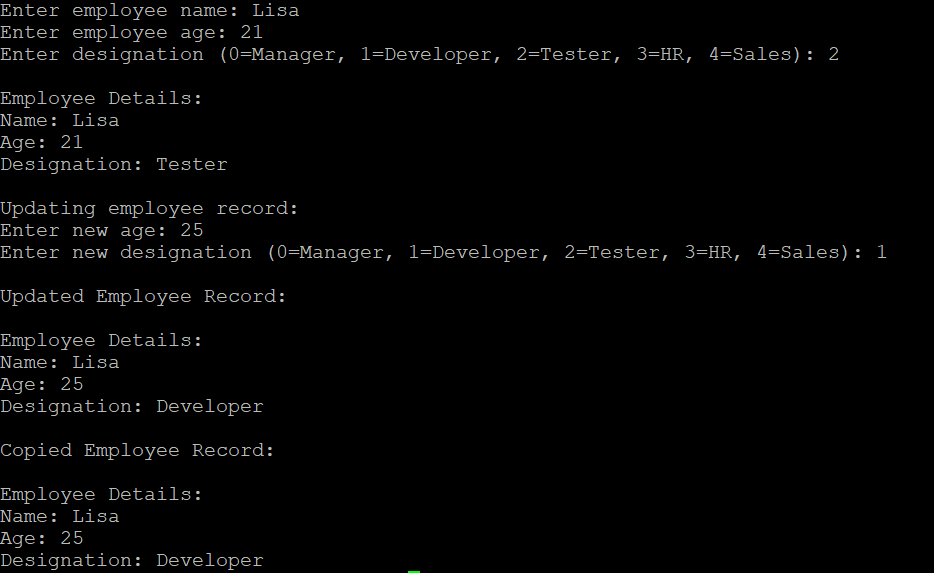 Enter employee name: Lisa
Enter employee age: 21
Enter designation (0=Manager, 1=Developer, 2=Tester, 3=HR, 4=Sales): 2
Employee Details:
Name: Lisa
Age: 21
Designation: Tester
Updating employee record:
Enter new age: 25
Enter new designation (0=Manager, 1=Developer, 2=Tester, 3=HR, 4=Sales): 1
Updated Employee Record:
Employee Details:
Name: Lisa
Age: 25
Designation: Developer
Copied Employee Record:
Employee Details:
Name: Lisa
Age: 25
Designation: Developer